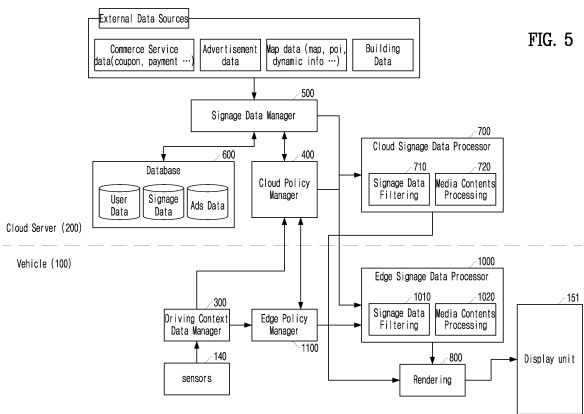 External Data Sources
FIG. 5
Commerce Service
data(coupon, payment …)
Advertisement
data
Map data (map, poi,
dynamic info …)
Building
Data
500
Signage Data Manager
600
Database
User
Data
Signage
Data
Ads Data
400
Cloud Policy
Manager
700
Cloud Signage Data Processor
710
Signage Data
Filtering
720
Media Contents
Processing
Cloud Server (200)
Vehicle (100)
300
Driving Context
Data Manager
Edge Policy
Manager
1100
140
sensors
1000
Edge Signage Data Processor
1010
Signage Data
Filtering
1020
Media Contents
Processing
800
Rendering
151
Display unit